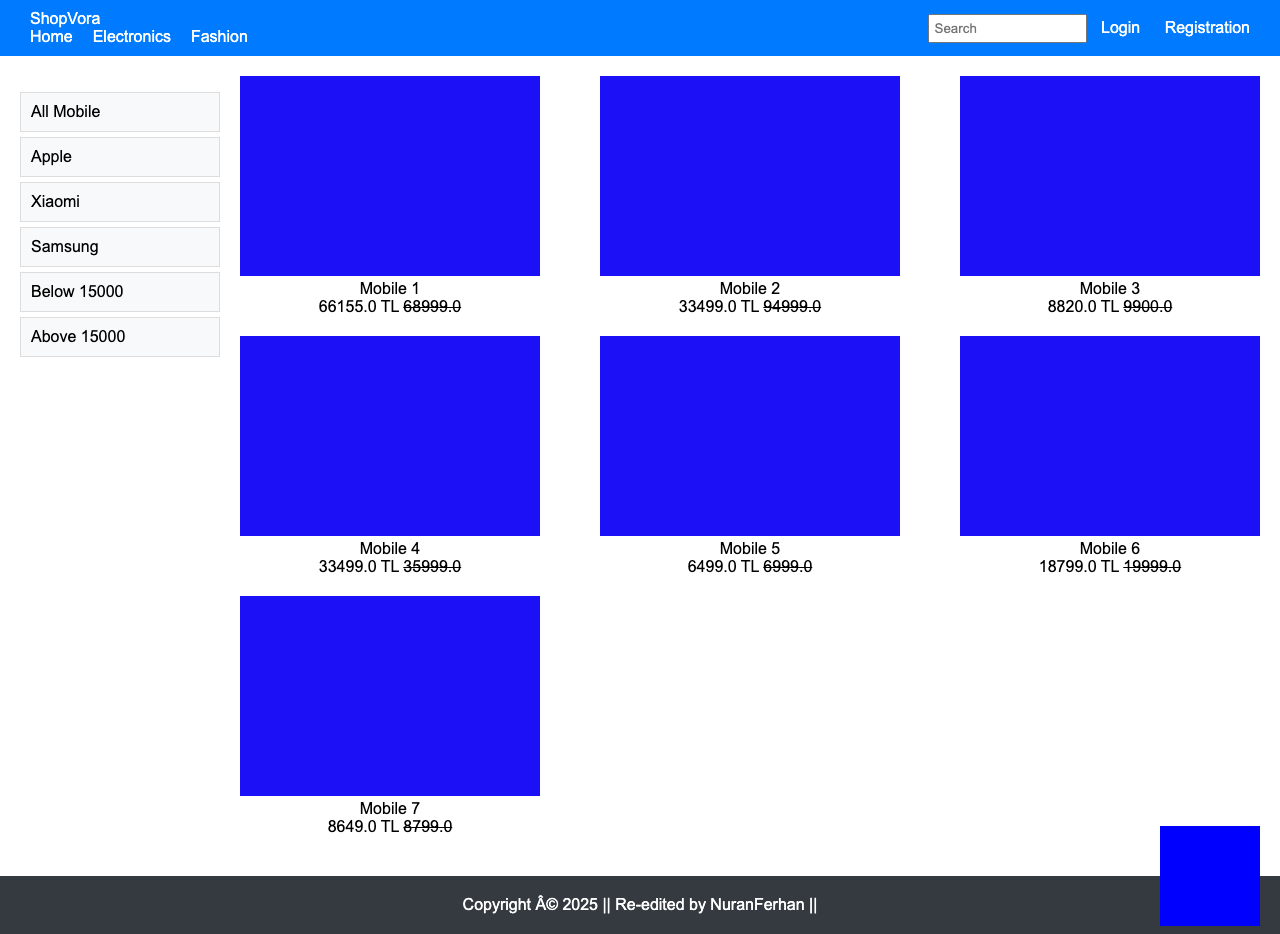 ShopVora
Home Electronics Fashion
Search
Login Registration
All Mobile
Apple
Xiaomi
Samsung
Below 15000
Above 15000
Mobile 1
66155.0 TL 68999.0
Mobile 2
33499.0 TL 94999.0
Mobile 3
8820.0 TL 9900.0
Mobile 4
33499.0 TL 35999.0
Mobile 5
6499.0 TL 6999.0
Mobile 6
18799.0 TL 19999.0
Mobile 7
8649.0 TL 8799.0
Copyright Â© 2025 || Re-edited by NuranFerhan ||